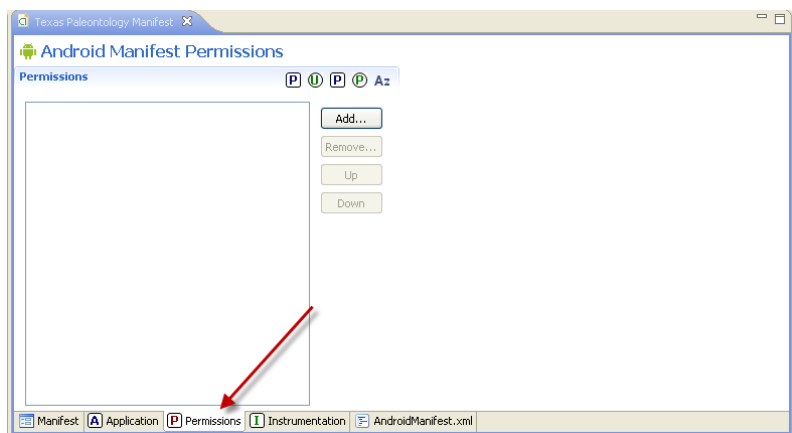 Texas Paleontology Manifest
Android Manifest Permissions
Permissions P U P P Az
Add...
Remove...
Up
Down
Manifest A Application P Permissions I Instrumentation AndroidManifest.xml